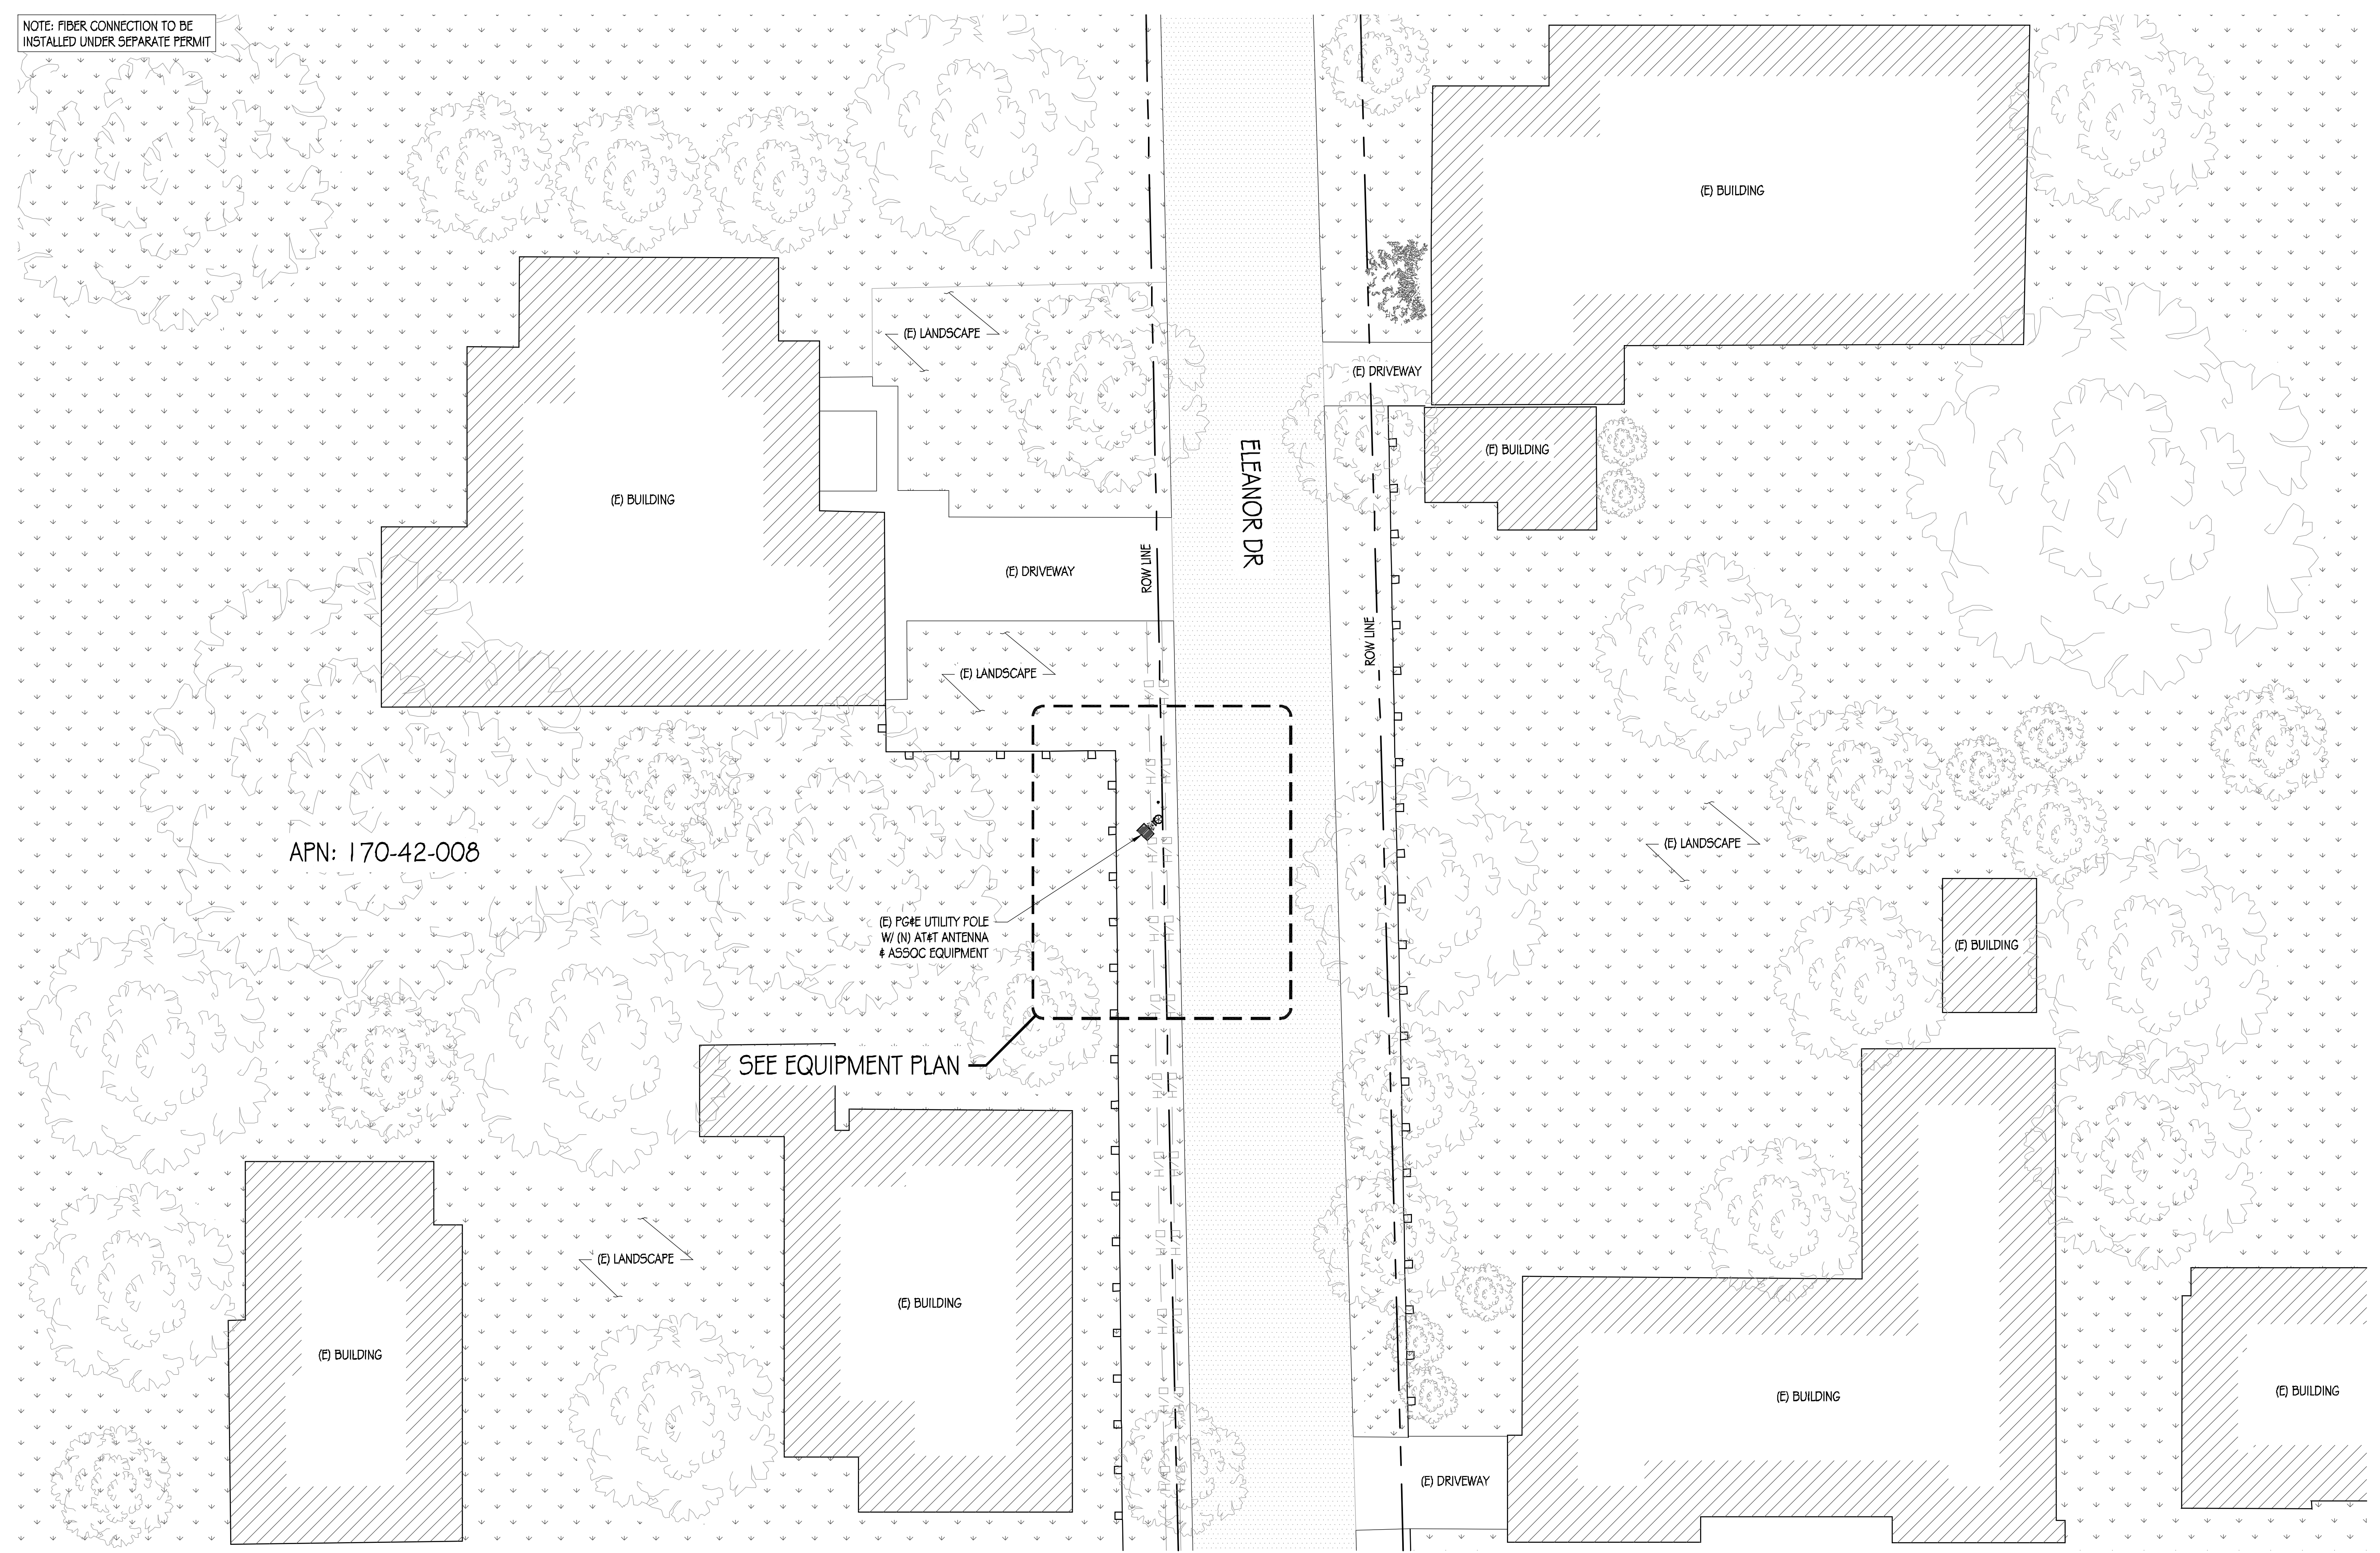 NOTE: FIBER CONNECTION TO BE
INSTALLED UNDER SEPARATE PERMIT
(E) BUILDING
(E) LANDSCAPE
(E) DRIVEWAY
(E) BUILDING
ELEANOR DR
(E) BUILDING
(E) DRIVEWAY
ROW LINE
ROW LINE
(E) LANDSCAPE
(E) LANDSCAPE
APN: 170-42-008
(E) PG&E UTILITY POLE
W/ (N) AT&T ANTENNA
& ASSOC EQUIPMENT
(E) BUILDING
SEE EQUIPMENT PLAN
(E) LANDSCAPE
(E) BUILDING
(E) BUILDING
(E) BUILDING
(E) BUILDING
(E) DRIVEWAY